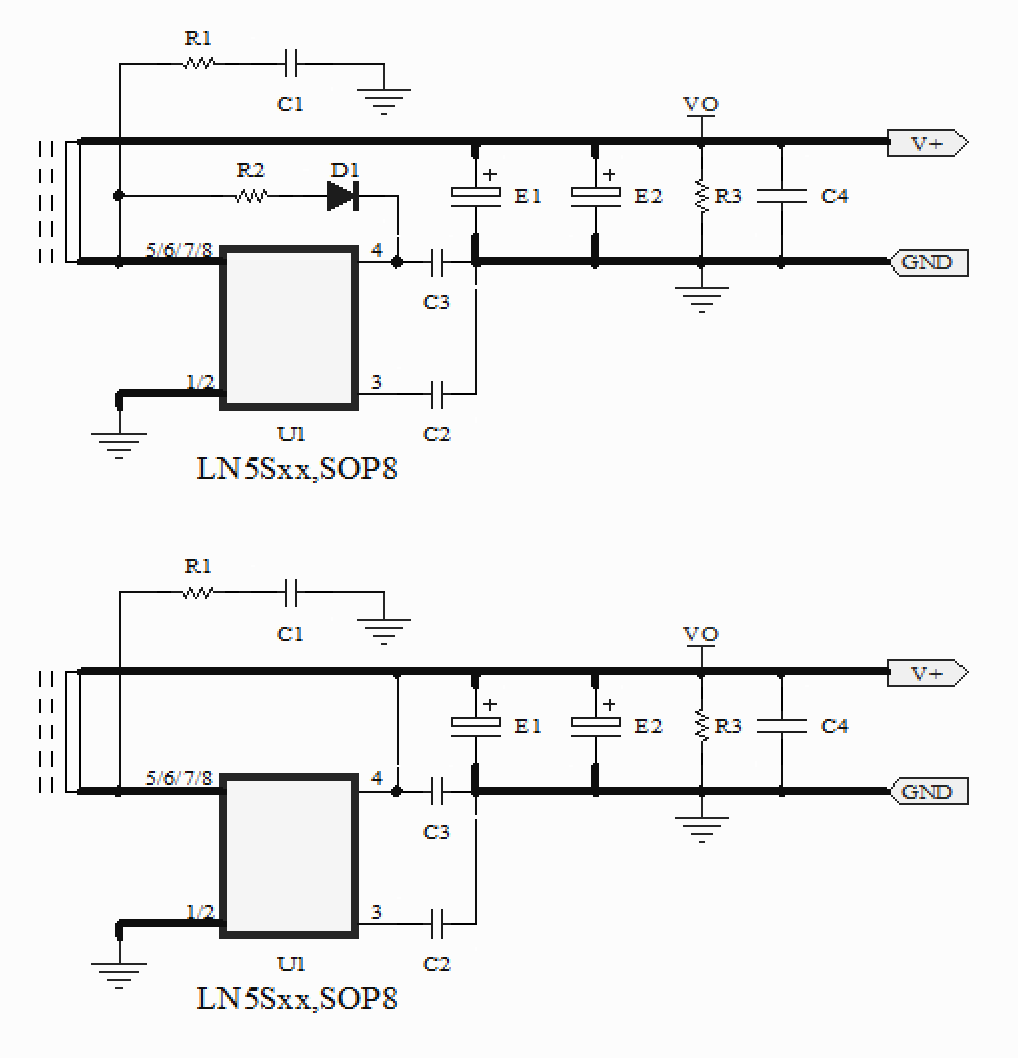 R1
C1
VO
V+
R2 D1
+ E1 + E2 R3 C4
5/6/7/8 4
GND
C3
1/2 3
U1 C2
LN5Sxx,SOP8
R1
C1
VO
V+
+ E1 + E2 R3 C4
5/6/7/8 4
GND
C3
1/2 3
U1 C2
LN5Sxx,SOP8